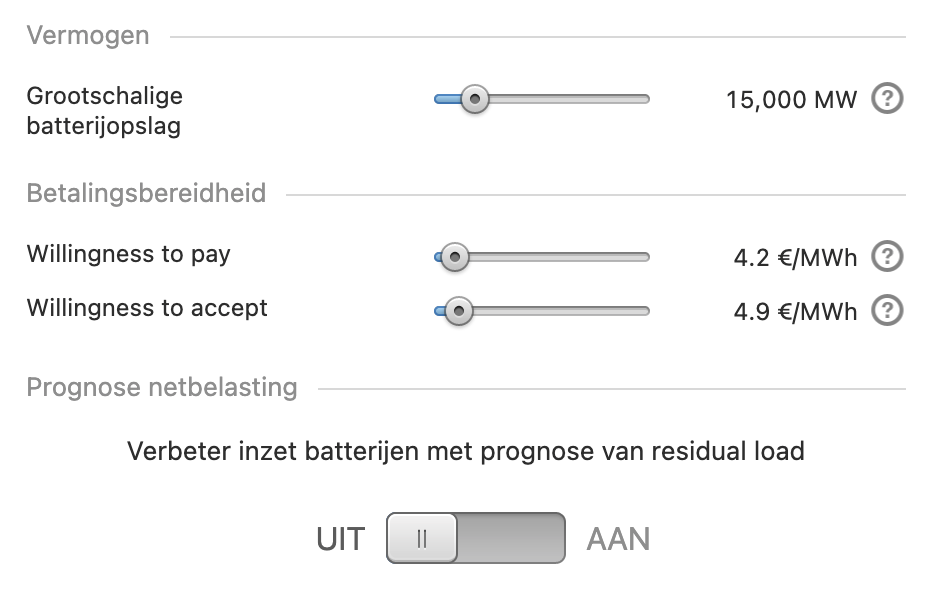 Vermogen
Grootschalige
batterijopslag
15,000 MW ?
Betalingsbereidheid
Willingness to pay 4.2 €/MWh ?
Willingness to accept 4.9 €/MWh ?
Prognose netbelasting
Verbeter inzet batterijen met prognose van residual load
UIT AAN